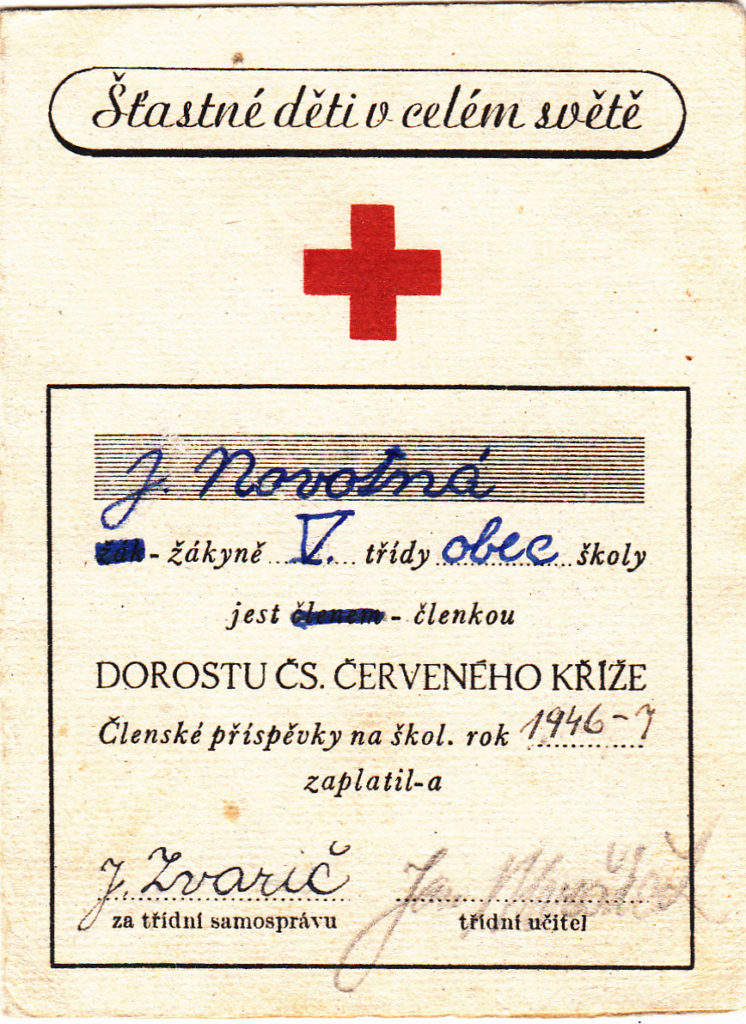 Šťastné děti v celém světě
J. Novotná
žák - žákyně V. třídy obec školy
jest členem - členkou
DOROSTU ČS. ČERVENÉHO KŘÍŽE
Členské příspěvky na škol. rok 1946-7
zaplatil-a
J. Zvarič Jan
za třídní samosprávu třídní učitel